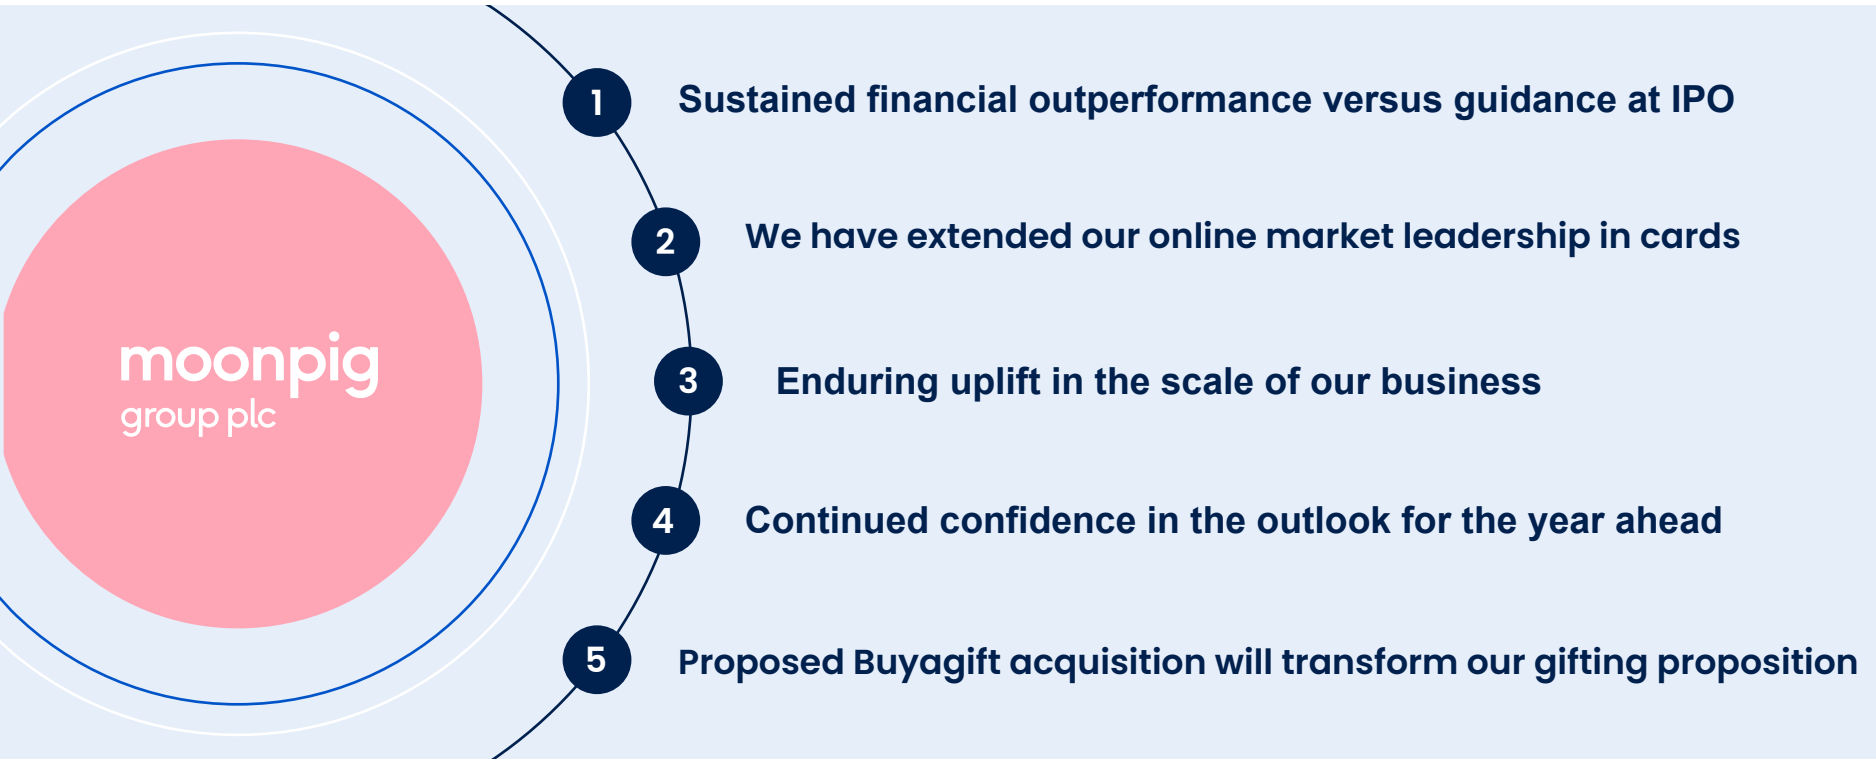 moonpig
group plc
1 Sustained financial outperformance versus guidance at IPO
2 We have extended our online market leadership in cards
3 Enduring uplift in the scale of our business
4 Continued confidence in the outlook for the year ahead
5 Proposed Buyagift acquisition will transform our gifting proposition